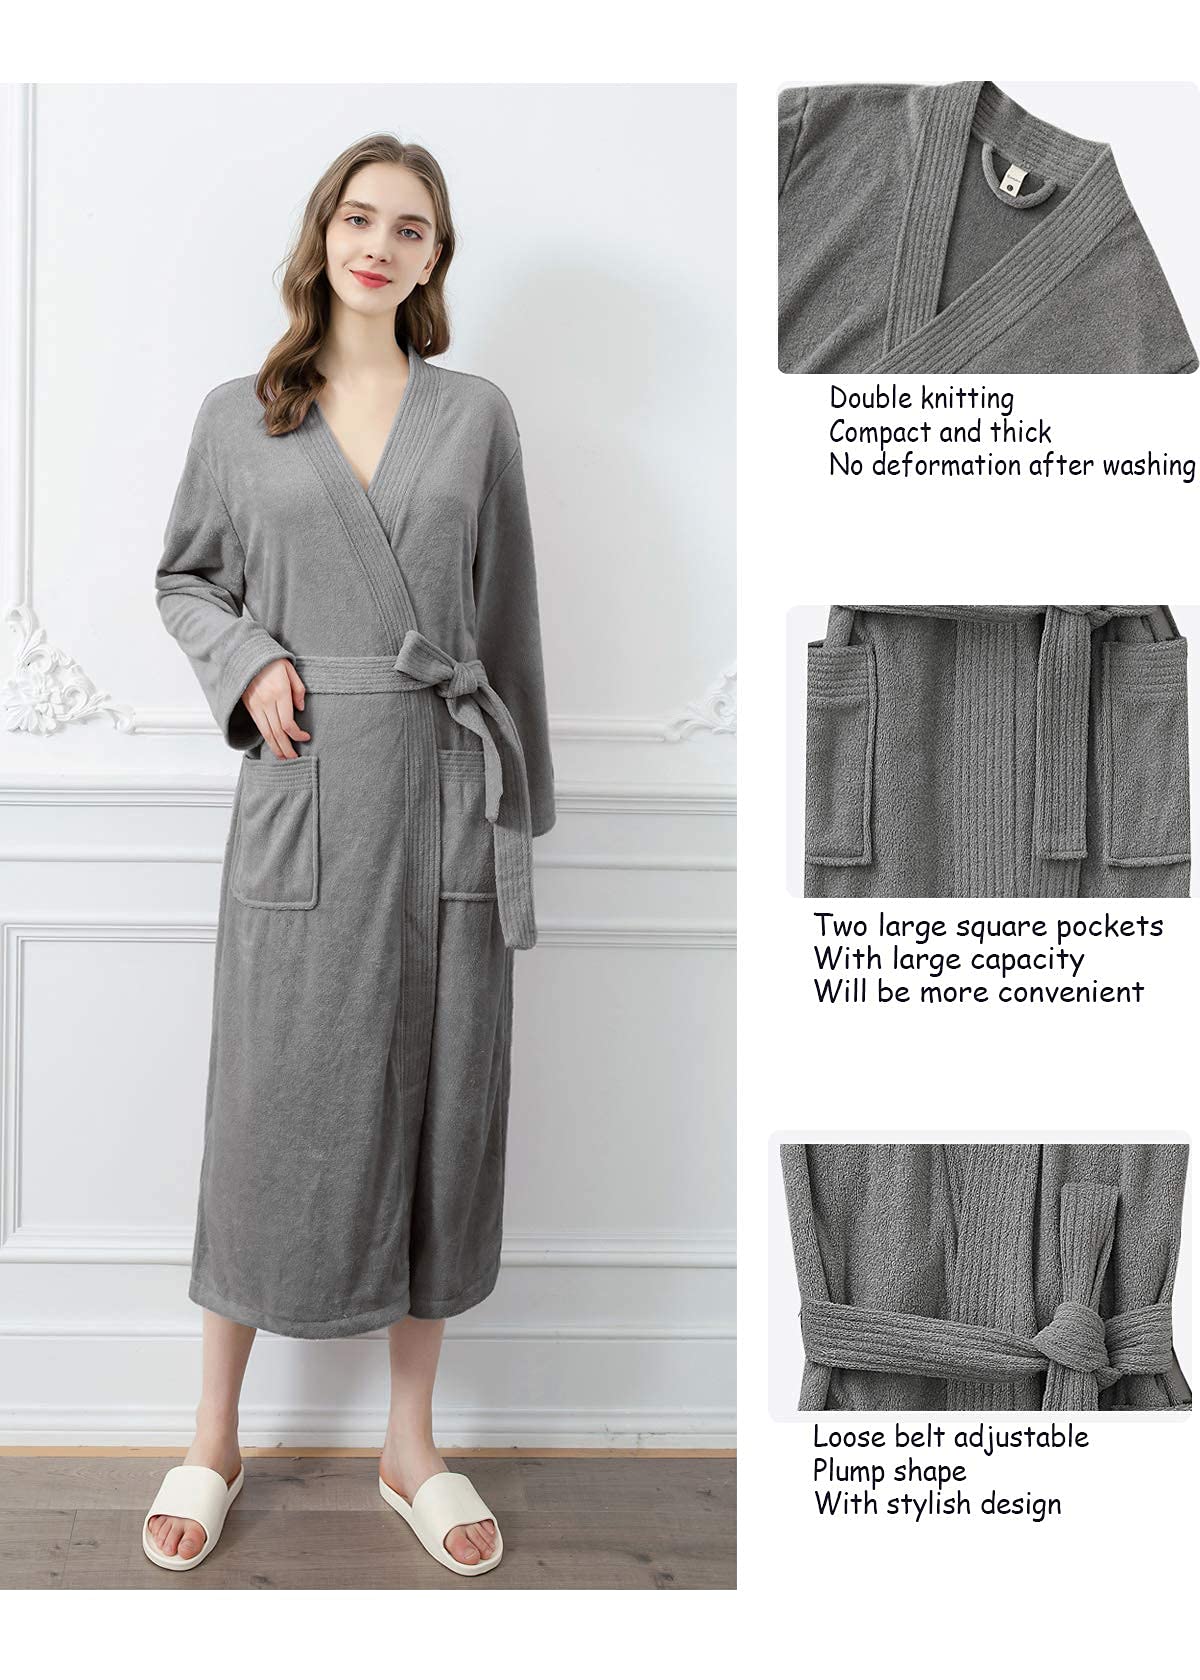 Double knitting
Compact and thick
No deformation after washing
Two large square pockets
With large capacity
Will be more convenient
Loose belt adjustable
Plump shape
With stylish design